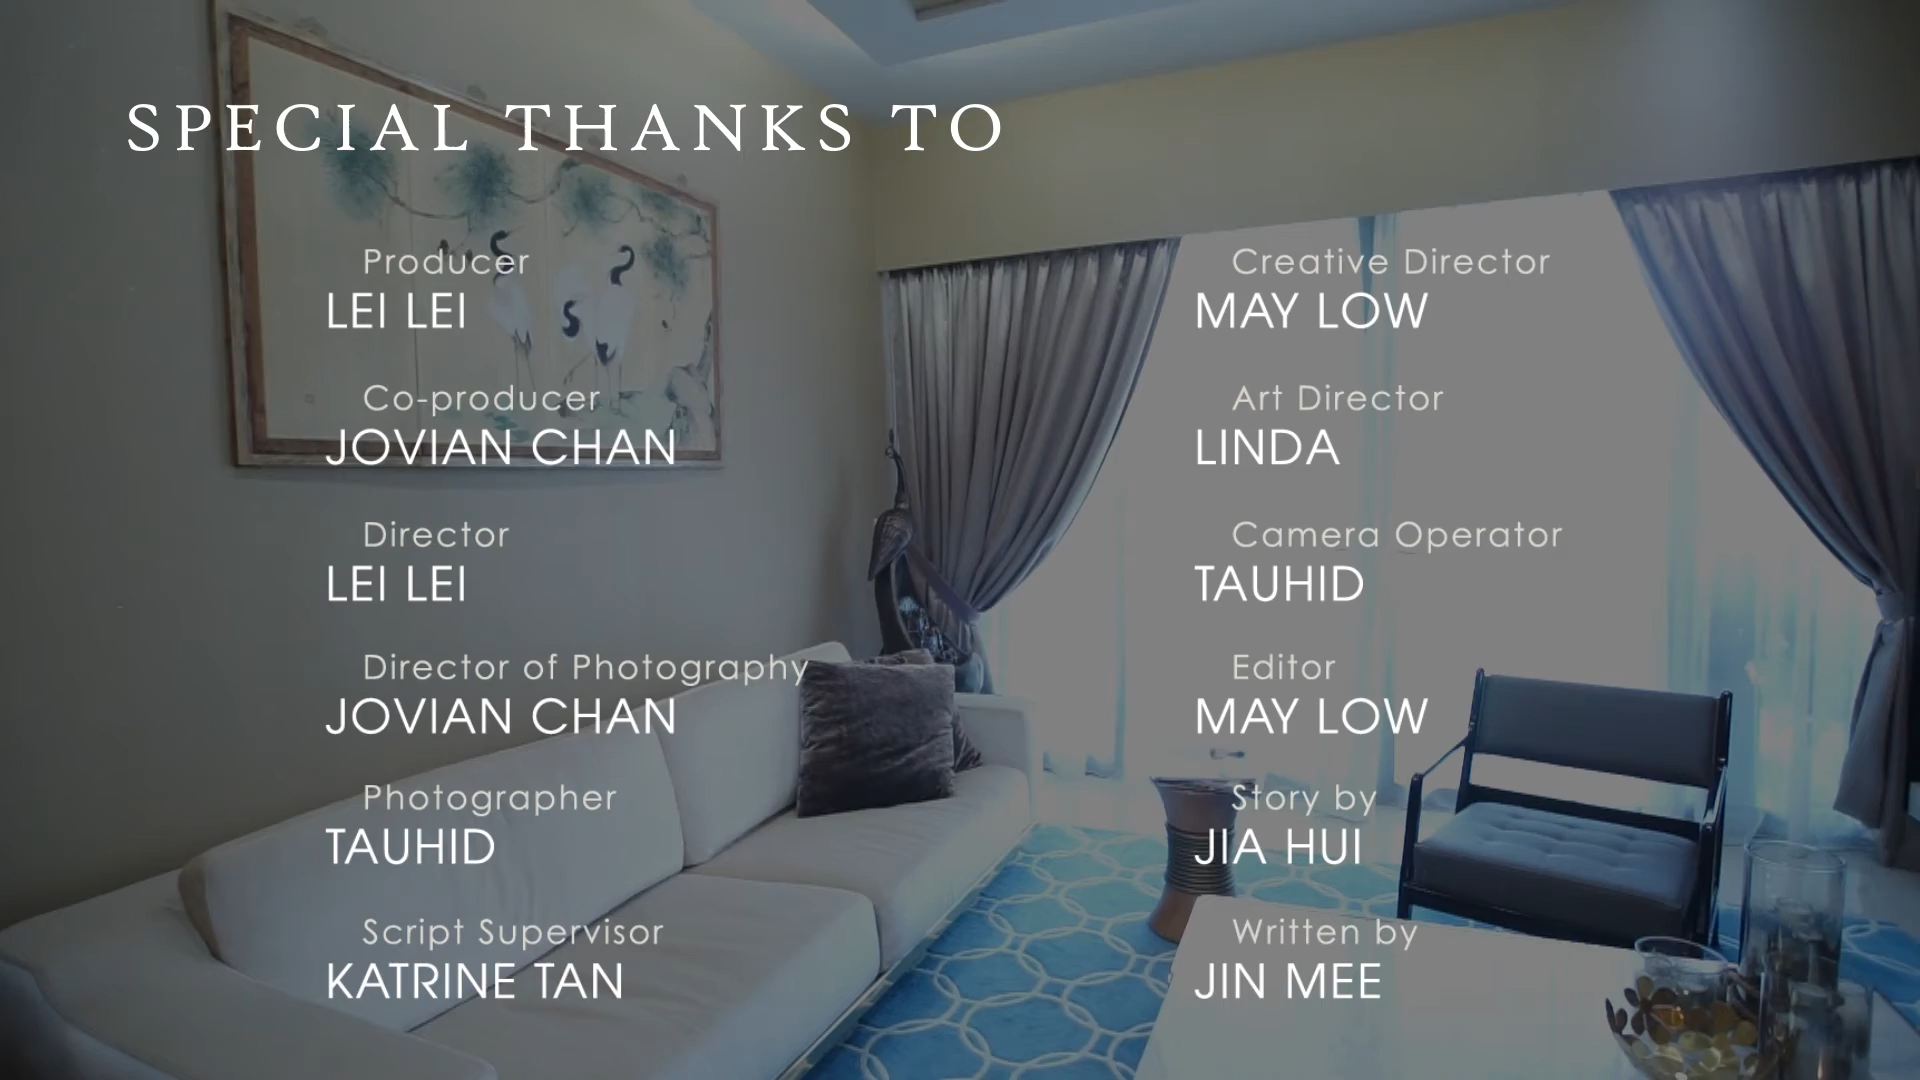 SPECIAL THANKS TO
Producer
LEI LEI
Co-producer
JOVIAN CHAN
Director
LEI LEI
Director of Photography
JOVIAN CHAN
Photographer
TAUHID
Script Supervisor
KATRINE TAN
Creative Director
MAY LOW
Art Director
LINDA
Camera Operator
TAUHID
Editor
MAY LOW
Story by
JIA HUI
Written by
JIN MEE